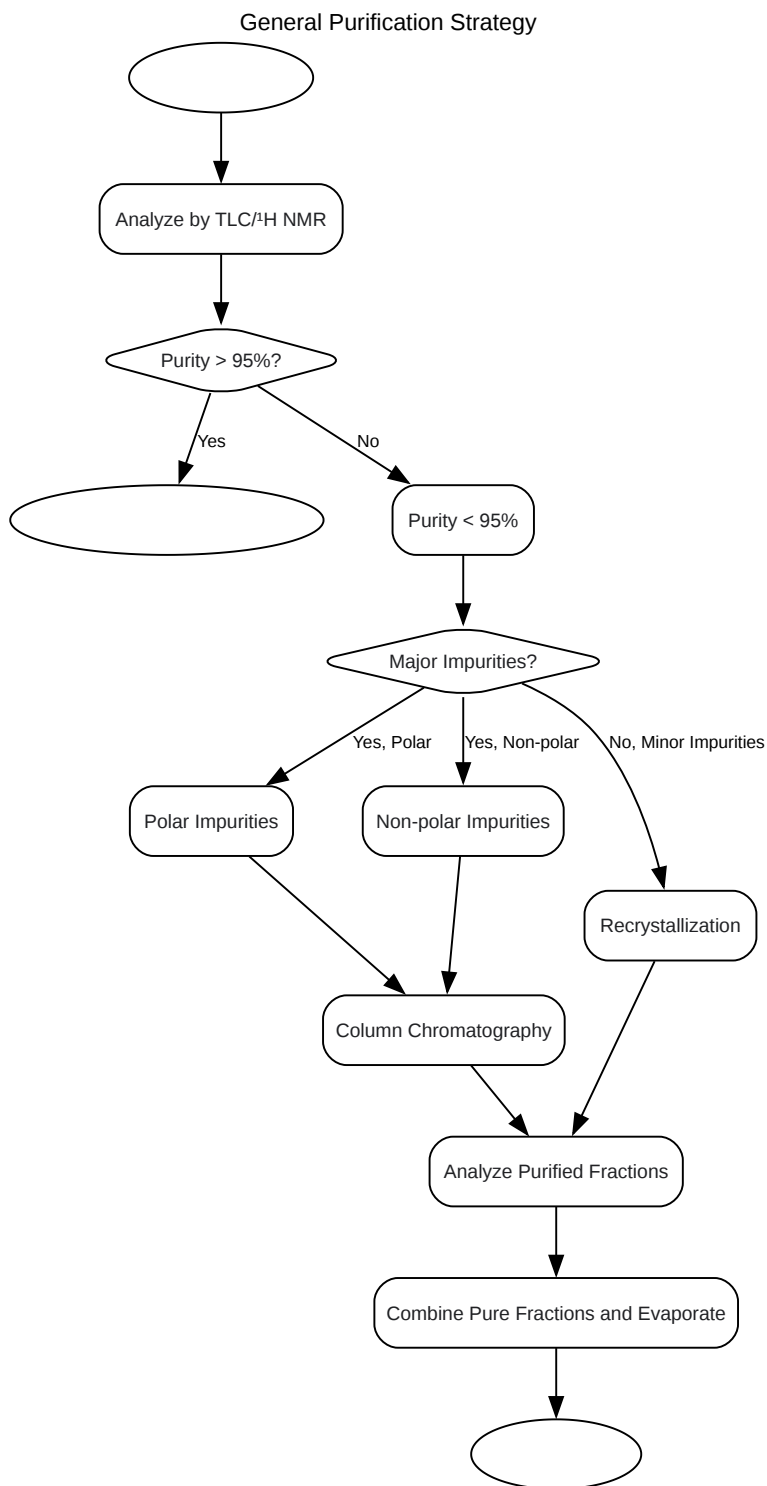 General Purification Strategy
Analyze by TLC/¹H NMR
Purity > 95%?
Yes
No
Purity < 95%
Major Impurities?
Yes, Polar
Yes, Non-polar
No, Minor Impurities
Polar Impurities
Non-polar Impurities
Recrystallization
Column Chromatography
Analyze Purified Fractions
Combine Pure Fractions and Evaporate